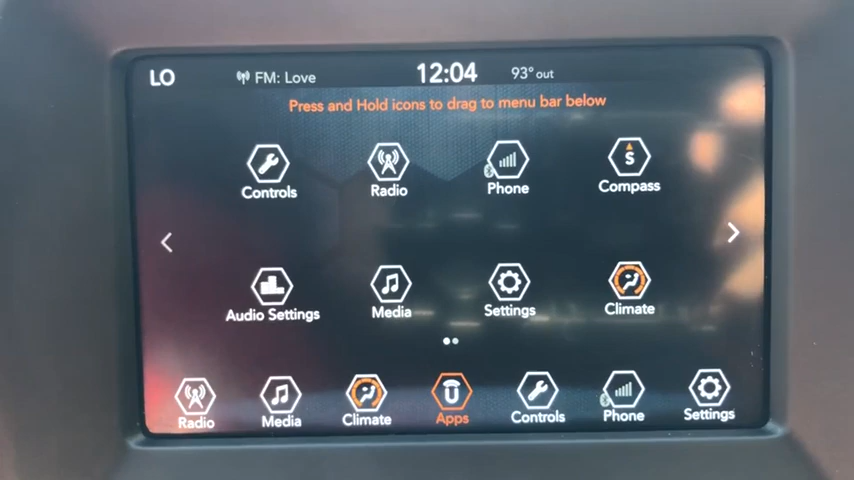 LO FM: Love 12:04 93° out
Press and Hold icons to drag to menu bar below
S
Controls Radio Phone Compass
Audio Settings Media Settings Climate
Radio Media Climate Apps Controls Phone Settings